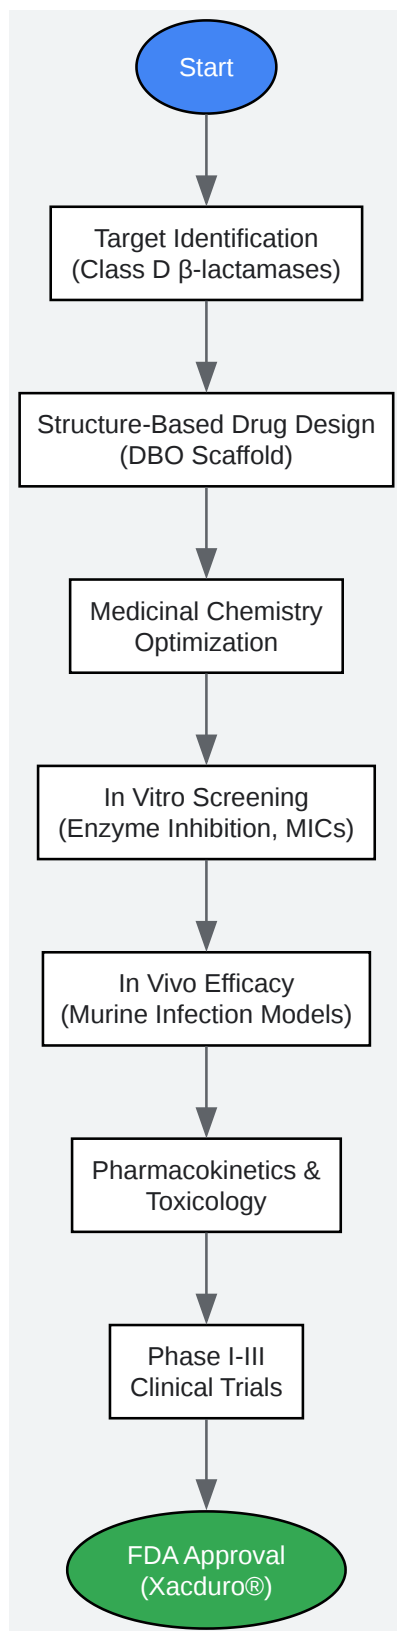 Start
Target Identification
(Class D β-lactamases)
Structure-Based Drug Design
(DBO Scaffold)
Medicinal Chemistry
Optimization
In Vitro Screening
(Enzyme Inhibition, MICs)
In Vivo Efficacy
(Murine Infection Models)
Pharmacokinetics &
Toxicology
Phase I-III
Clinical Trials
FDA Approval
(Xacduro®)